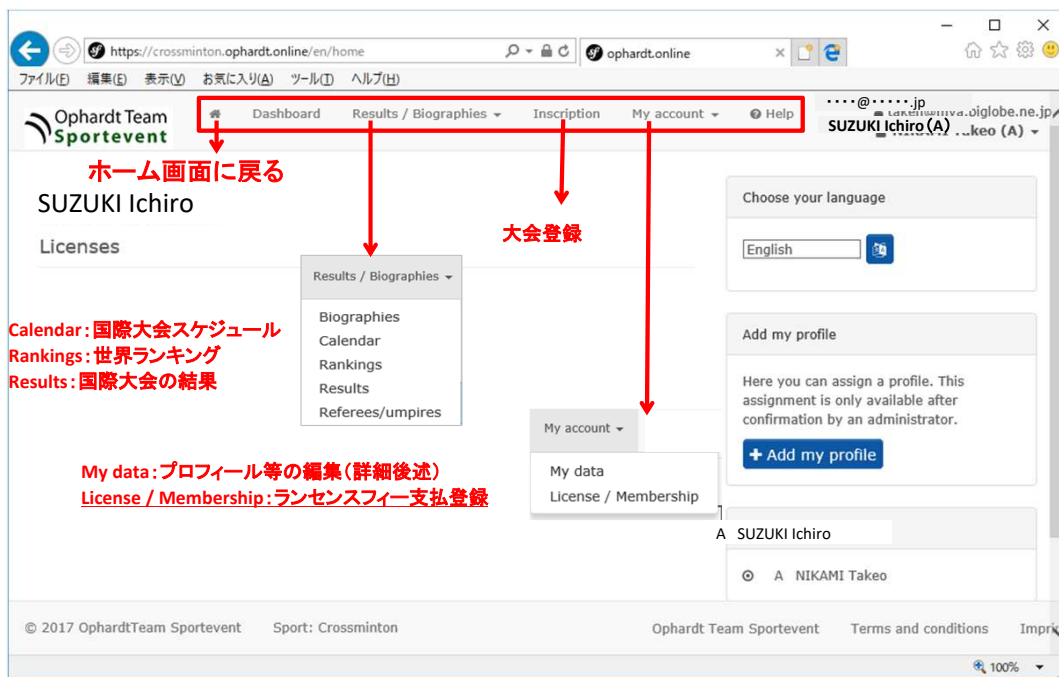 https://crossminton.ophardt.online/en/home
ophardt.online
ファイル(F) 編集(E) 表示(V) お気に入り(A) ツール(T) ヘルプ(H)
Ophardt Team
Sportevent
Dashboard Results / Biographies Inscription My account Help
‥‥@‥‥.jp
biglobe.ne.jp
SUZUKI Ichiro(A)
keo (A)
ホーム画面に戻る
SUZUKI Ichiro
Licenses
大会登録
Choose your language
English
Results / Biographies
Biographies
Calendar
Rankings
Results
Referees/umpires
Calendar:国際大会スケジュール
Rankings:世界ランキング
Results:国際大会の結果
Add my profile
Here you can assign a profile. This
assignment is only available after
confirmation by an administrator.
Add my profile
My account
My data
License / Membership
My data:プロフィール等の編集(詳細後述)
License / Membership:ランセンスフィー支払登録
A SUZUKI Ichiro
A NIKAMI Takeo
© 2017 OphardtTeam Sportevent Sport: Crossminton Ophardt Team Sportevent Terms and conditions
100%